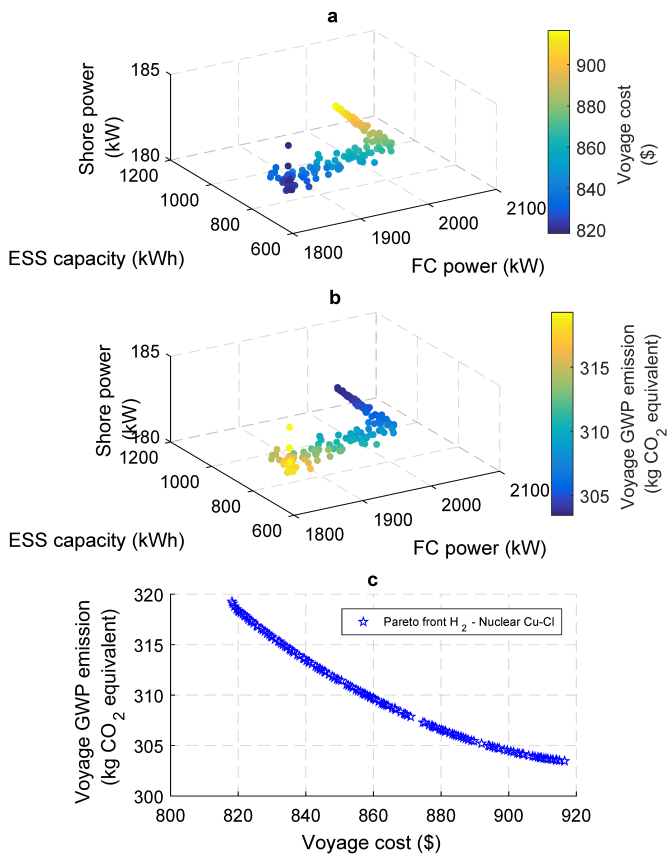 a
185
180
Shore power
(kW)
1200
1000
800
600
ESS capacity (kWh)
1800
1900
2000
2100
FC power (kW)
900
880
860
840
820
Voyage cost
($)
b
185
180
Shore power
(kW)
1200
1000
800
600
ESS capacity (kWh)
1800
1900
2000
2100
FC power (kW)
315
310
305
Voyage GWP emission
(kg CO2 equivalent)
c
320
315
310
305
300
Voyage GWP emission
(kg CO2 equivalent)
Pareto front H2 - Nuclear Cu-Cl
800
820
840
860
880
900
920
Voyage cost ($)